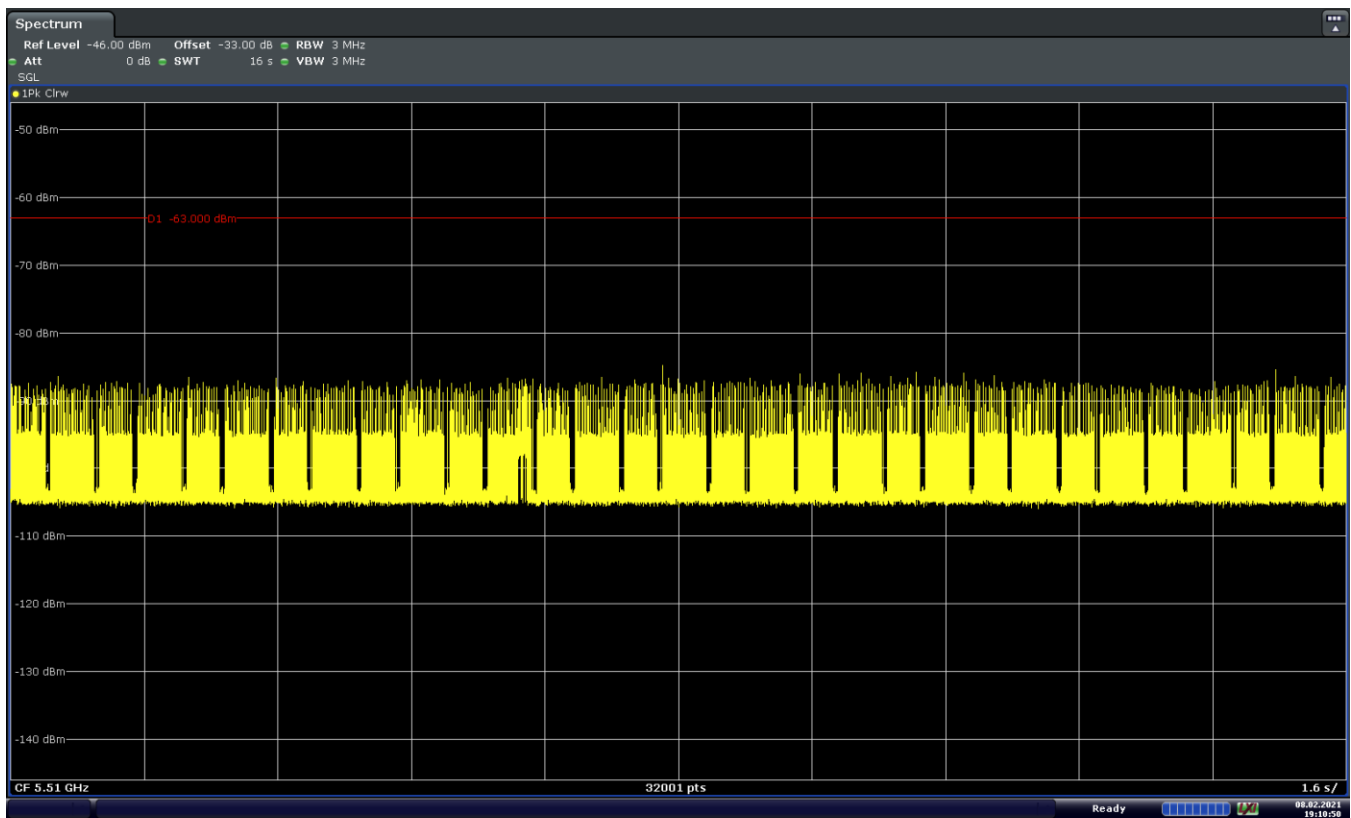 Spectrum
Ref Level -46.00 dBm Offset -33.00 dB RBW 3 MHz
Att 0 dB SWT 16 s VBW 3 MHz
SGL
1Pk Clrw
-50 dBm
-60 dBm
D1 -63.000 dBm
-70 dBm
-80 dBm
-90 dBm
-110 dBm
-120 dBm
-130 dBm
-140 dBm
CF 5.51 GHz 32001 pts 1.6 s/
Ready 08.02.2021
19:10:50